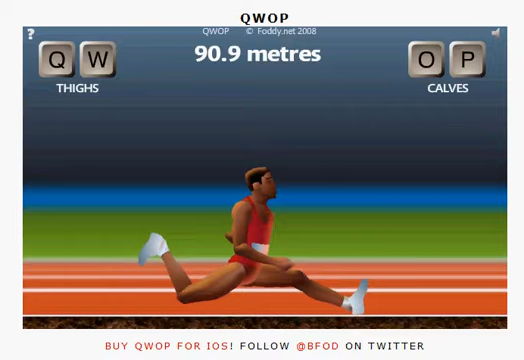 QWOP
? QWOP © Foddy.net 2008
90.9 metres
Q W O P
THIGHS CALVES
BUY QWOP FOR IOS! FOLLOW @BFOD ON TWITTER